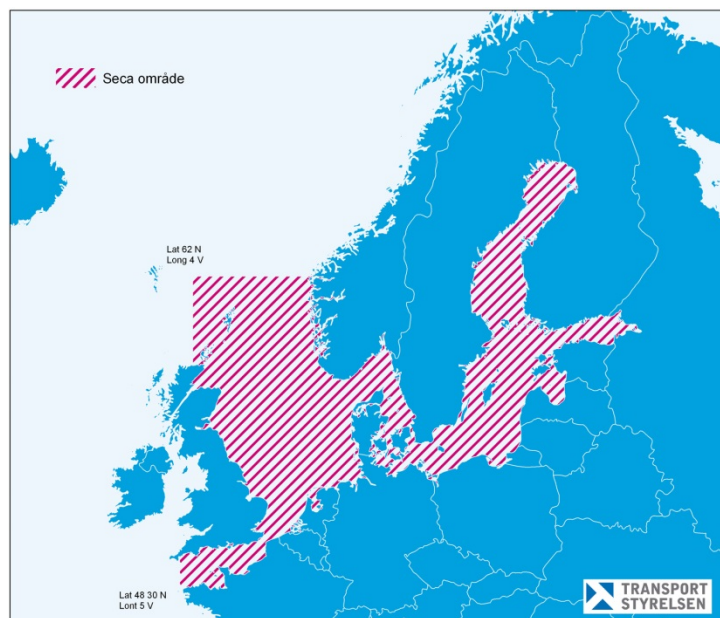 Seca område
Lat 62 N
Long 4 V
Lat 48 30 N
Lont 5 V
TRANSPORT
STYRELSEN